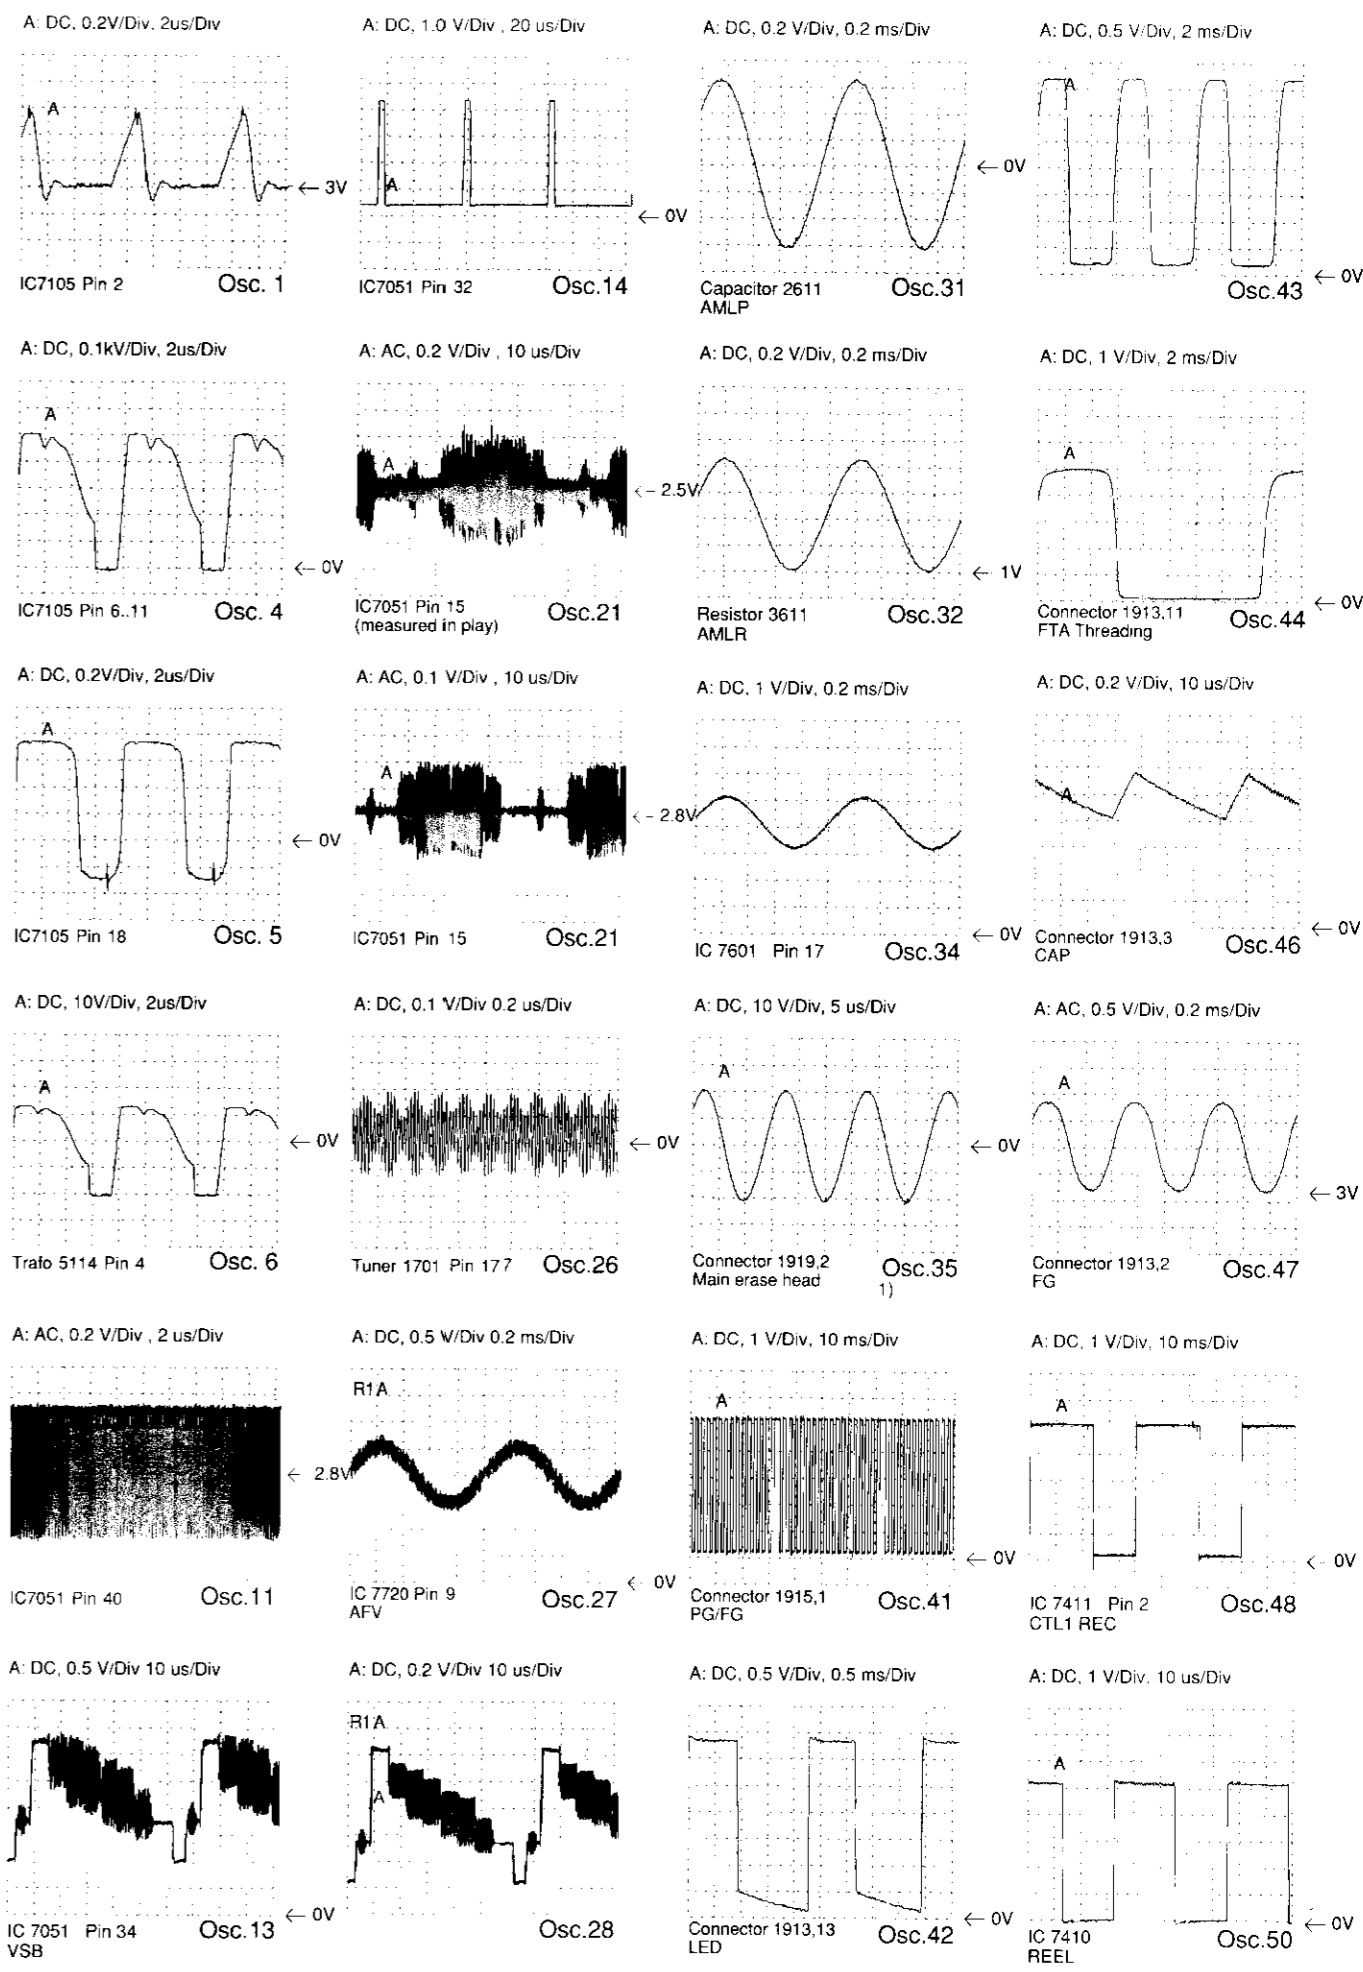 A: DC, 0.2V/Div, 2us/Div
A
← 3V
IC7105 Pin 2
Osc. 1
A: DC, 1.0 V/Div , 20 us/Div
A
← 0V
IC7051 Pin 32
Osc.14
A: DC, 0.2 V/Div, 0.2 ms/Div
← 0V
Capacitor 2611
AMLP
Osc.31
A: DC, 0.5 V/Div, 2 ms/Div
A
← 0V
Osc.43
A: DC, 0.1kV/Div, 2us/Div
A
← 0V
IC7105 Pin 6..11
Osc. 4
A: AC, 0.2 V/Div , 10 us/Div
A
← 2.5V
IC7051 Pin 15
(measured in play)
Osc.21
A: DC, 0.2 V/Div, 0.2 ms/Div
← 1V
Resistor 3611
AMLR
Osc.32
A: DC, 1 V/Div, 2 ms/Div
A
← 0V
Connector 1913,11
FTA Threading
Osc.44
A: DC, 0.2V/Div, 2us/Div
A
← 0V
IC7105 Pin 18
Osc. 5
A: AC, 0.1 V/Div , 10 us/Div
A
← 2.8V
IC7051 Pin 15
Osc.21
A: DC, 1 V/Div, 0.2 ms/Div
← 0V
IC 7601 Pin 17
Osc.34
A: DC, 0.2 V/Div, 10 us/Div
A
← 0V
Connector 1913,3
CAP
Osc.46
A: DC, 10V/Div, 2us/Div
A
← 0V
Trafo 5114 Pin 4
Osc. 6
A: DC, 0.1 V/Div 0.2 us/Div
← 0V
Tuner 1701 Pin 177
Osc.26
A: DC, 10 V/Div, 5 us/Div
A
← 0V
Connector 1919,2
Main erase head
Osc.35
1)
A: AC, 0.5 V/Div, 0.2 ms/Div
A
← 3V
Connector 1913,2
FG
Osc.47
A: AC, 0.2 V/Div , 2 us/Div
← 2.8V
IC7051 Pin 40
Osc.11
A: DC, 0.5 V/Div 0.2 ms/Div
R1A
← 0V
IC 7720 Pin 9
AFV
Osc.27
A: DC, 1 V/Div, 10 ms/Div
A
← 0V
Connector 1915,1
PG/FG
Osc.41
A: DC, 1 V/Div, 10 ms/Div
A
← 0V
IC 7411 Pin 2
CTL1 REC
Osc.48
A: DC, 0.5 V/Div 10 us/Div
← 0V
IC 7051 Pin 34
VSB
Osc.13
A: DC, 0.2 V/Div 10 us/Div
R1A
A
Osc.28
A: DC, 0.5 V/Div, 0.5 ms/Div
← 0V
Connector 1913,13
LED
Osc.42
A: DC, 1 V/Div. 10 us/Div
A
← 0V
IC 7410
REEL
Osc.50